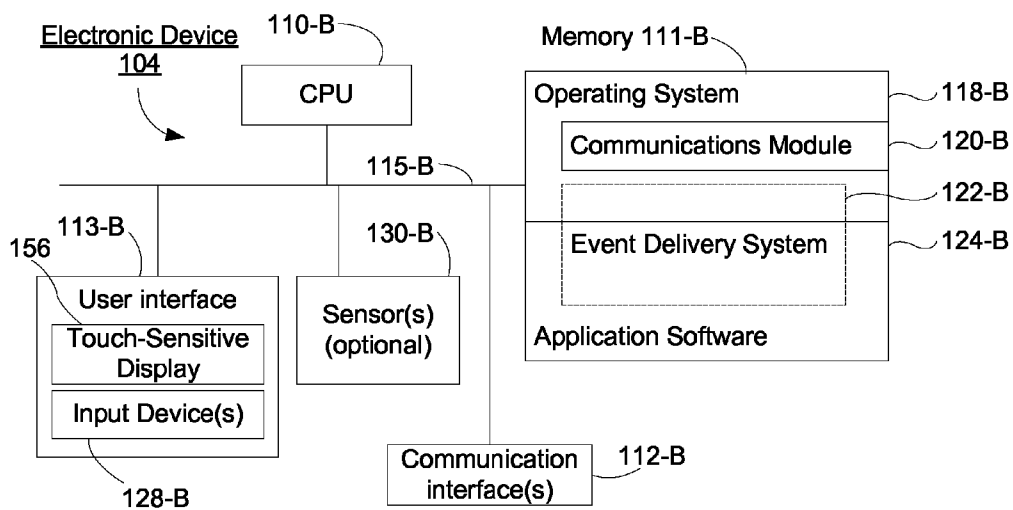 Electronic Device
104
110-B
CPU
Memory 111-B
Operating System
118-B
Communications Module
120-B
115-B
122-B
Event Delivery System
124-B
Application Software
113-B
156
User interface
Touch-Sensitive
Display
Input Device(s)
128-B
130-B
Sensor(s)
(optional)
Communication
interface(s)
112-B